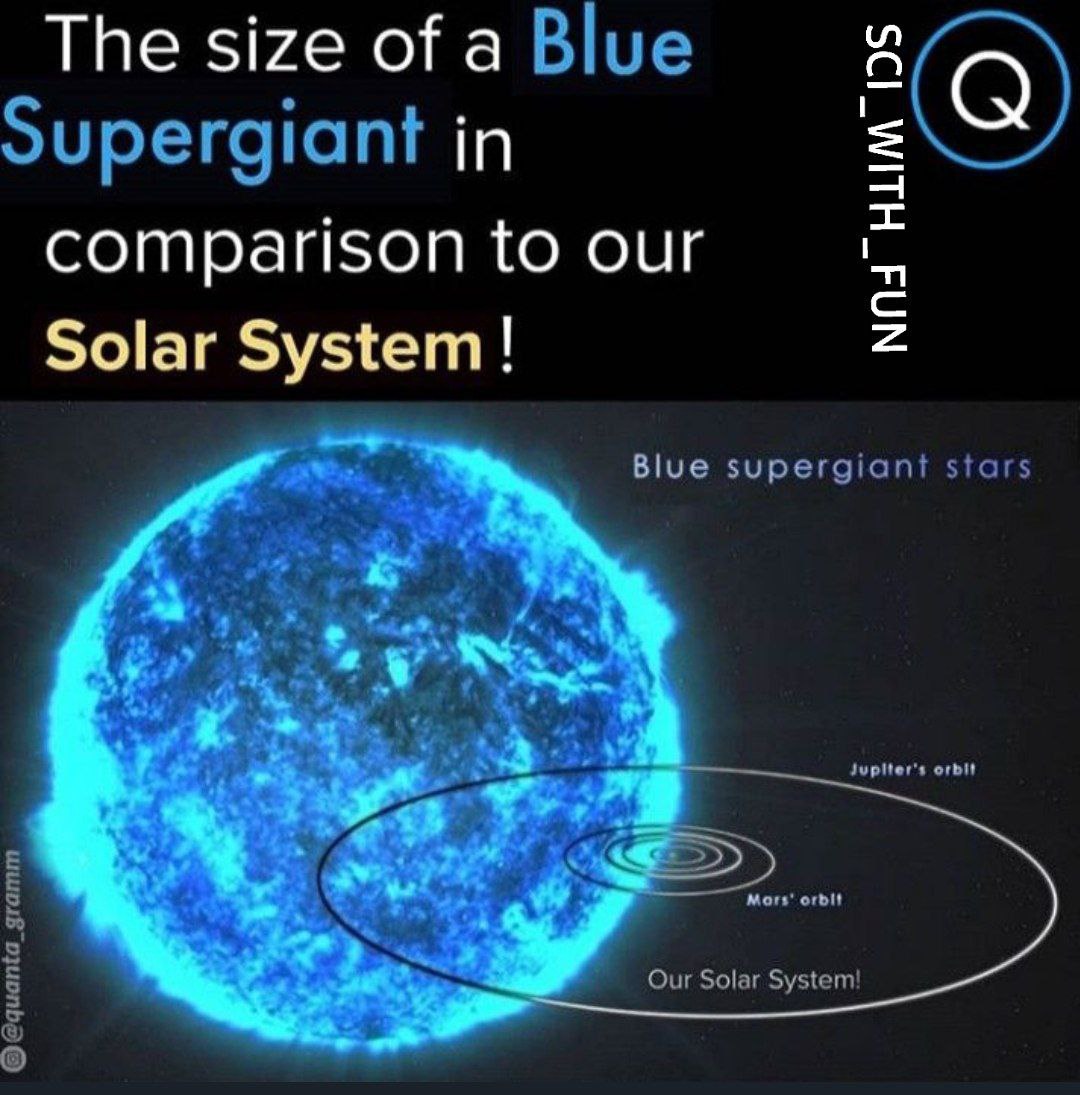 The size of a Blue
Supergiant in
comparison to our
Solar System !
SCI_WITH_FUN
Q
Blue supergiant stars
Jupiter's orbit
Mars' orbit
Our Solar System!
@quanta_gramm